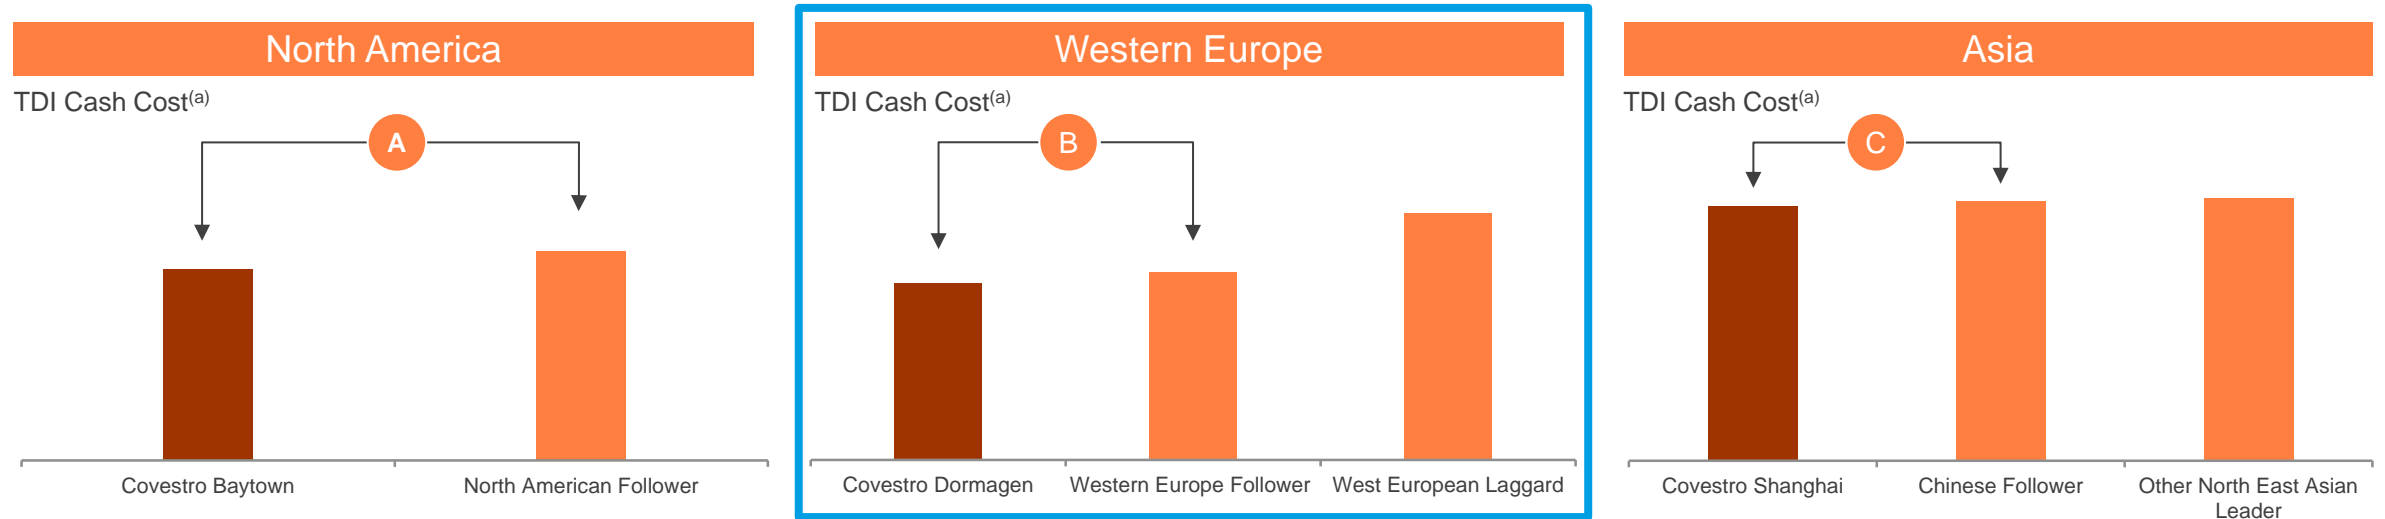 North America
TDI Cash Cost(a)
A
Covestro Baytown
North American Follower
Western Europe
TDI Cash Cost(a)
B
Covestro Dormagen
Western Europe Follower
West European Laggard
Asia
TDI Cash Cost(a)
C
Covestro Shanghai
Chinese Follower
Other North East Asian
Leader